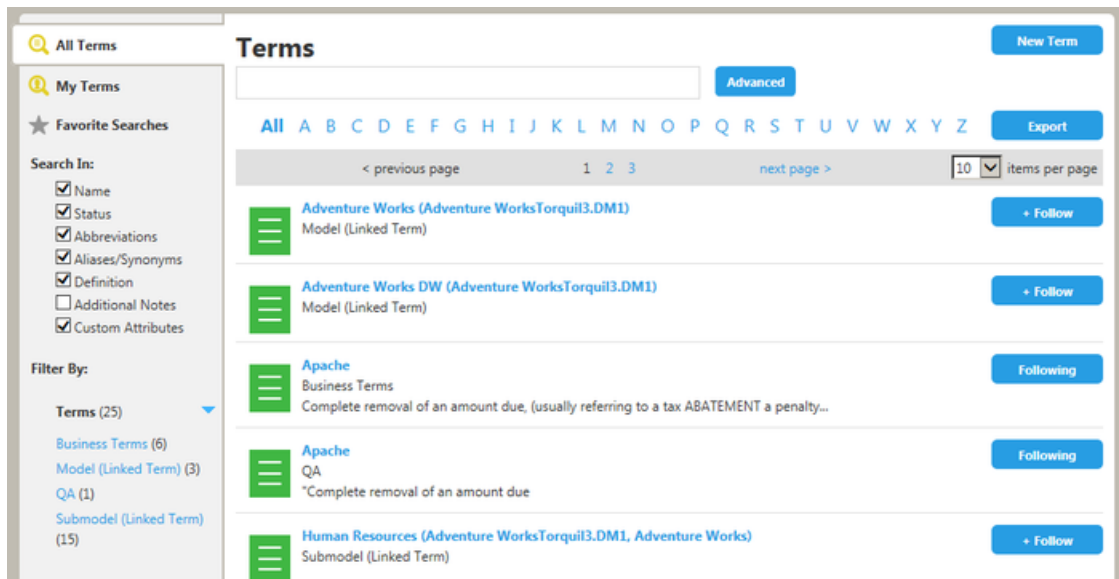 All Terms
My Terms
Favorite Searches
Search In:
Name
Status
Abbreviations
Aliases/Synonyms
Definition
Additional Notes
Custom Attributes
Filter By:
Terms (25)
Business Terms (6)
Model (Linked Term) (3)
QA (1)
Submodel (Linked Term)
(15)
Terms
New Term
Advanced
All A B C D E F G H I J K L M N O P Q R S T U V W X Y Z
Export
< previous page 1 2 3 next page > 10 items per page
Adventure Works (Adventure WorksTorquil3.DM1)
Model (Linked Term)
+ Follow
Adventure Works DW (Adventure WorksTorquil3.DM1)
Model (Linked Term)
+ Follow
Apache
Business Terms
Complete removal of an amount due, (usually referring to a tax ABATEMENT a penalty...
Following
Apache
QA
"Complete removal of an amount due
Following
Human Resources (Adventure WorksTorquil3.DM1, Adventure Works)
Submodel (Linked Term)
+ Follow